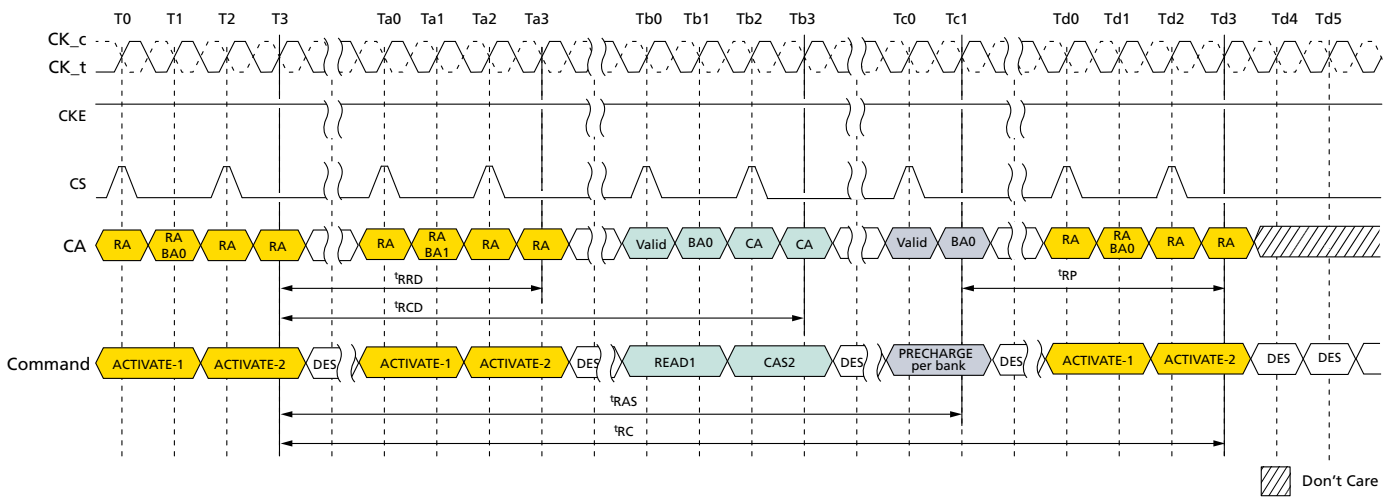 T0 T1 T2 T3 Ta0 Ta1 Ta2 Ta3 Tb0 Tb1 Tb2 Tb3 Tc0 Tc1 Td0 Td1 Td2 Td3 Td4 Td5
CK_c
CK_t
CKE
CS
CA RA RA BA0 RA RA RA RA BA1 RA RA Valid BA0 CA CA Valid BA0 RA RA BA0 RA RA
tRRD tRP
tRCD
Command ACTIVATE-1 ACTIVATE-2 DES ACTIVATE-1 ACTIVATE-2 DES READ1 CAS2 DES PRECHARGE per bank DES ACTIVATE-1 ACTIVATE-2 DES DES
tRAS
tRC
Don't Care